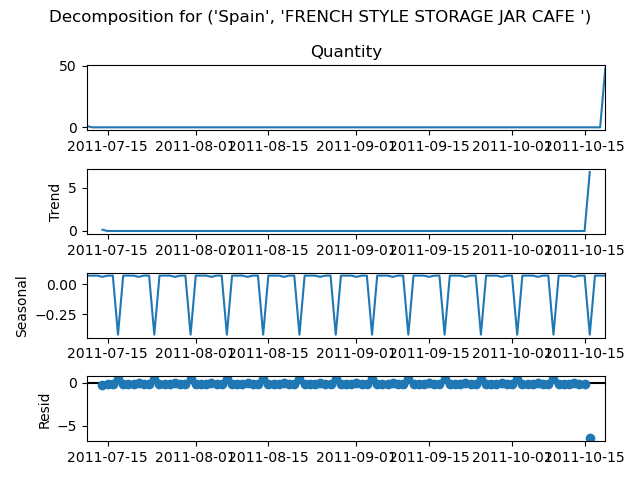 Decomposition for ('Spain', 'FRENCH STYLE STORAGE JAR CAFE ')
Quantity
50
0
2011-07-15 2011-08-01 2011-08-15 2011-09-01 2011-09-15 2011-10-01 2011-10-15
Trend
5
0
2011-07-15 2011-08-01 2011-08-15 2011-09-01 2011-09-15 2011-10-01 2011-10-15
Seasonal
0.00
−0.25
2011-07-15 2011-08-01 2011-08-15 2011-09-01 2011-09-15 2011-10-01 2011-10-15
Resid
0
−5
2011-07-15 2011-08-01 2011-08-15 2011-09-01 2011-09-15 2011-10-01 2011-10-15